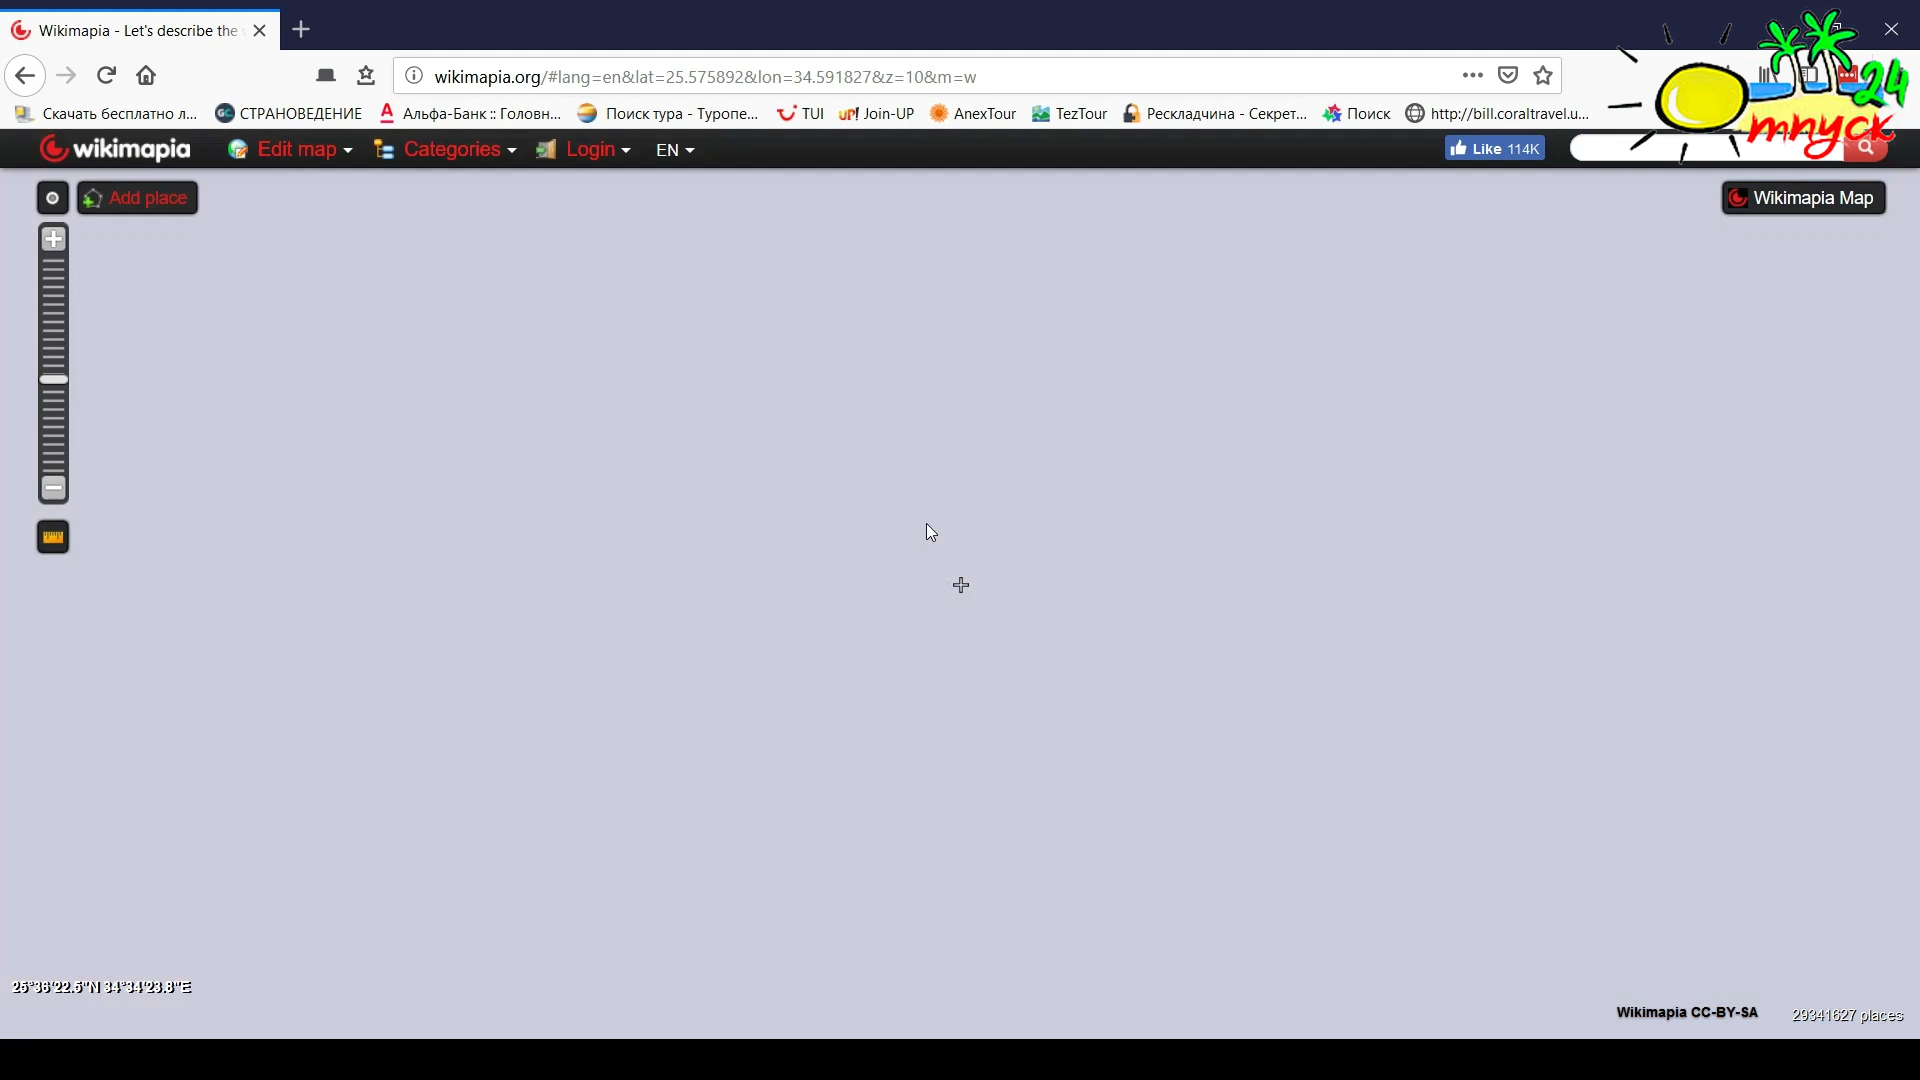 Wikimapia - Let's describe the
wikimapia.org/#lang=en&lat=25.575892&lon=34.591827&z=10&m=w
Скачать бесплатно л... СТРАНОВЕДЕНИЕ Альфа-Банк :: Головн... Поиск тура - Туропе... TUI Join-UP AnexTour TezTour Рескладчина - Секрет... Поиск http://bill.coraltravel.u...
24
тпуск
wikimapia Edit map Categories Login EN Like 114K
Add place
Wikimapia Map
25°36'22.5"N 34°34'23.8"E
Wikimapia CC-BY-SA
29341627 places